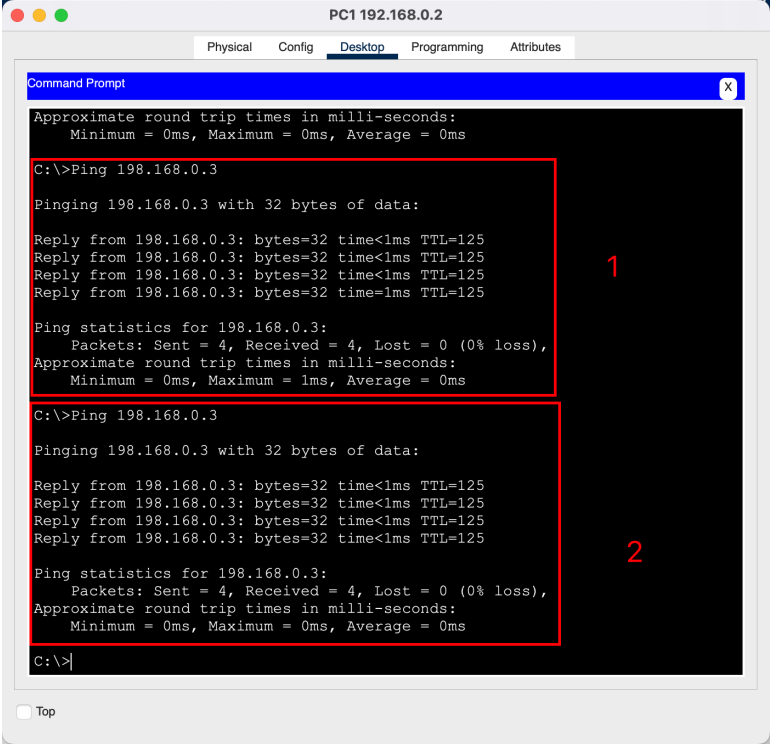 PC1 192.168.0.2
Physical Config Desktop Programming Attributes
Command Prompt
X
Approximate round trip times in milli-seconds:
    Minimum = 0ms, Maximum = 0ms, Average = 0ms
C:\>Ping 198.168.0.3
Pinging 198.168.0.3 with 32 bytes of data:
Reply from 198.168.0.3: bytes=32 time<1ms TTL=125
Reply from 198.168.0.3: bytes=32 time<1ms TTL=125
Reply from 198.168.0.3: bytes=32 time<1ms TTL=125
Reply from 198.168.0.3: bytes=32 time=1ms TTL=125
1
Ping statistics for 198.168.0.3:
    Packets: Sent = 4, Received = 4, Lost = 0 (0% loss),
Approximate round trip times in milli-seconds:
    Minimum = 0ms, Maximum = 1ms, Average = 0ms
C:\>Ping 198.168.0.3
Pinging 198.168.0.3 with 32 bytes of data:
Reply from 198.168.0.3: bytes=32 time<1ms TTL=125
Reply from 198.168.0.3: bytes=32 time<1ms TTL=125
Reply from 198.168.0.3: bytes=32 time<1ms TTL=125
Reply from 198.168.0.3: bytes=32 time<1ms TTL=125
2
Ping statistics for 198.168.0.3:
    Packets: Sent = 4, Received = 4, Lost = 0 (0% loss),
Approximate round trip times in milli-seconds:
    Minimum = 0ms, Maximum = 0ms, Average = 0ms
C:\>
Top